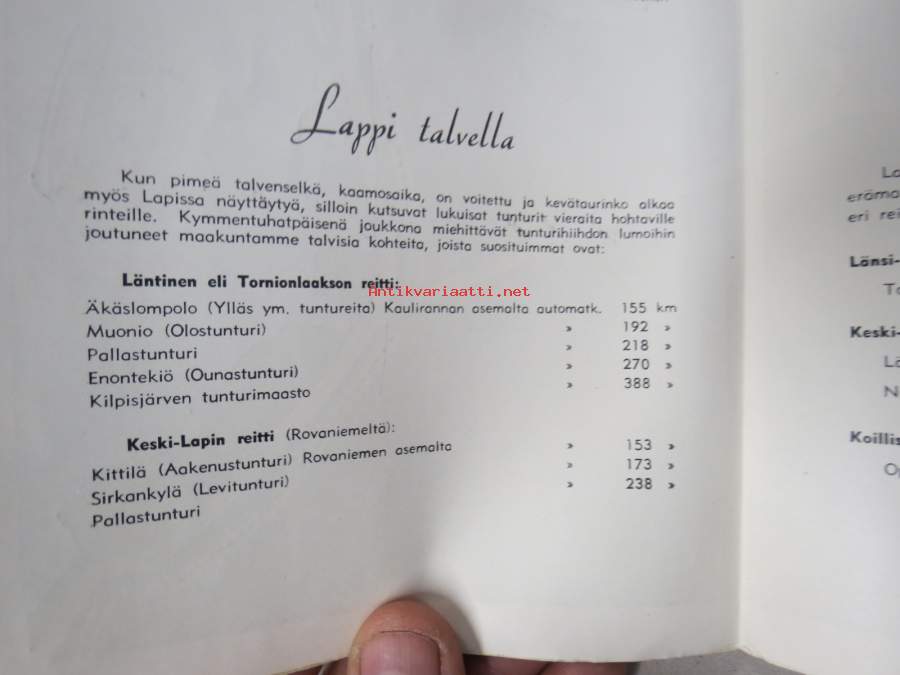 Lappi talvella
Kun pimeä talvenselkä, kaamosaika, on voitettu ja kevätaurinko alkaa
myös Lapissa näyttäytyä, silloin kutsuvat lukuisat tunturit vieraita hohtaville
rinteille. Kymmentuhatpäisenä joukkona miehittävät tunturihiihdon lumoihin
joutuneet maakuntamme talvisia kohteita, joista suosituimmat ovat:
Läntinen eli Tornionlaakson reitti:
Antikvariaatti.net
Äkäslompolo (Ylläs ym. tuntureita) Kaulirannan asemalta automatk. 155 km
Muonio (Olostunturi) » 192 »
Pallastunturi » 218 »
Enontekiö (Ounastunturi) » 270 »
Kilpisjärven tunturimaasto » 388 »
Keski-Lapin reitti (Rovaniemeltä):
Kittilä (Aakenustunturi) Rovaniemen asemalta » 153 »
Sirkankylä (Levitunturi) » 173 »
Pallastunturi » 238 »
eri rei
Länsi-
Keski-
Koillis